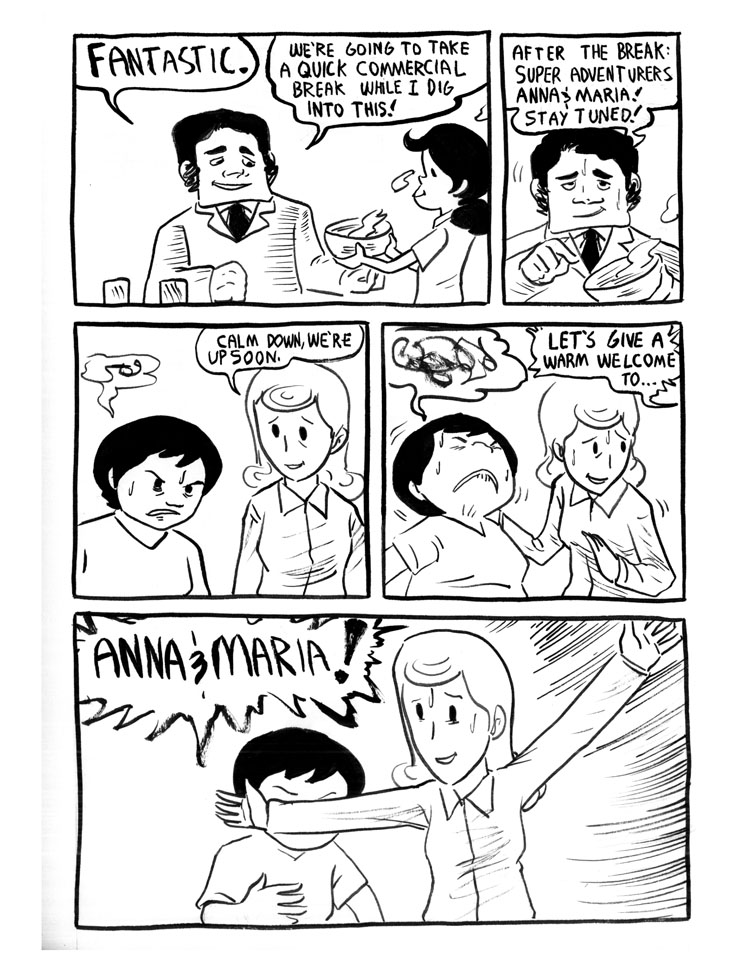 FANTASTIC.
WE'RE GOING TO TAKE
A QUICK COMMERCIAL
BREAK WHILE I DIG
INTO THIS!
AFTER THE BREAK:
SUPER ADVENTURERS
ANNA & MARIA!
STAY TUNED!
CALM DOWN, WE'RE
UP SOON.
LET'S GIVE A
WARM WELCOME
TO...
ANNA & MARIA!